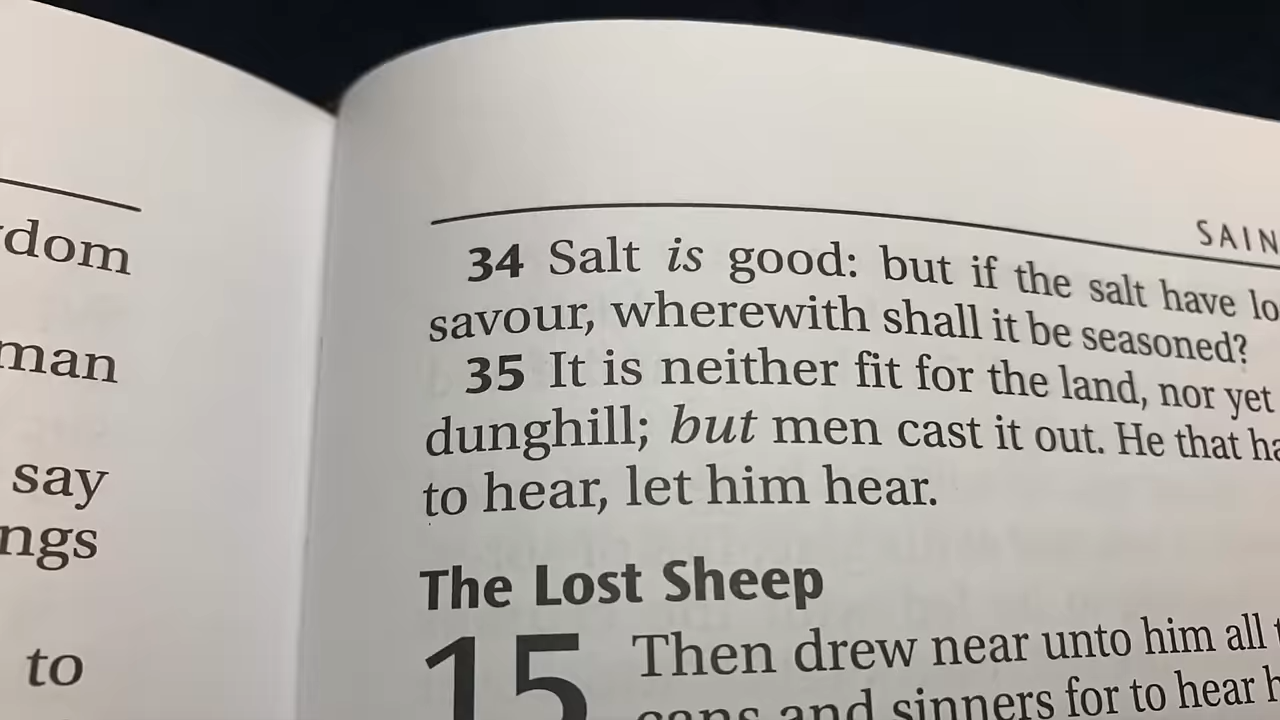 dom
man
say
ngs
to
SAIN
34 Salt is good: but if the salt have lo
savour, wherewith shall it be seasoned?
35 It is neither fit for the land, nor yet
dunghill; but men cast it out. He that ha
to hear, let him hear.
The Lost Sheep
15 Then drew near unto him all t
cans and sinners for to hear h